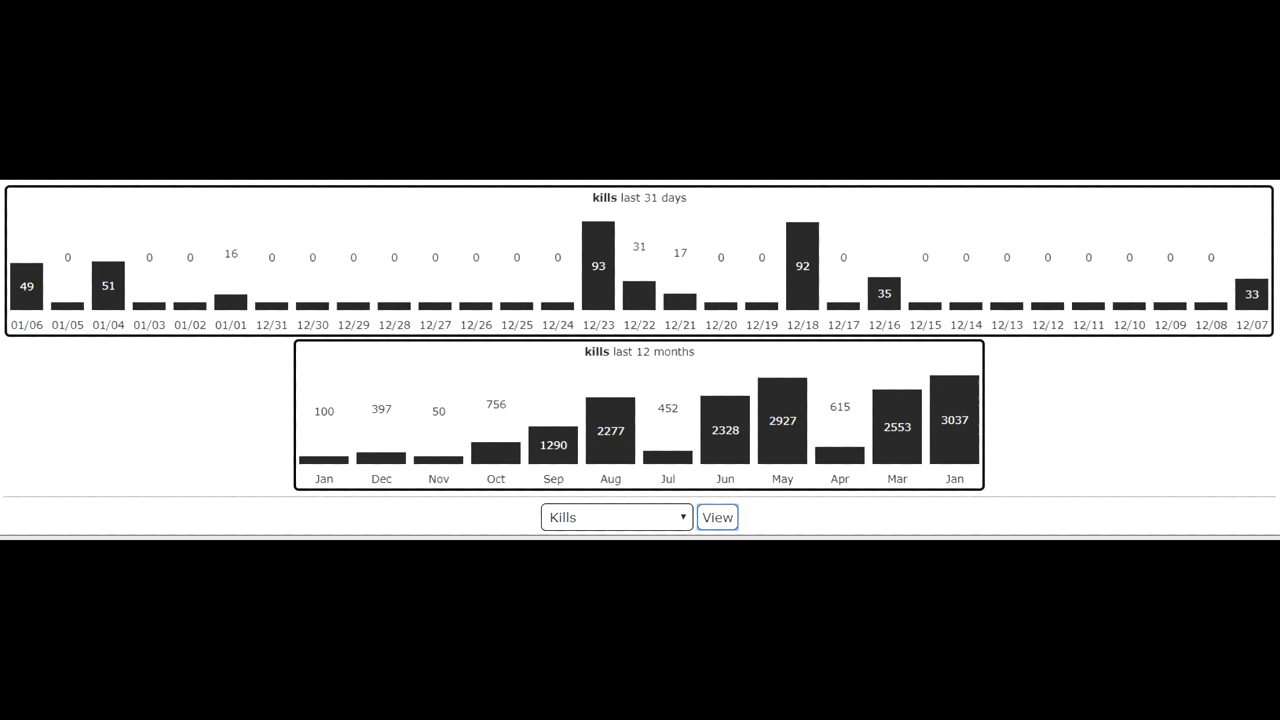 kills last 31 days
0 0 0 16 0 0 0 0 0 0 0 0 31 17 0 0 0 0 0 0 0 0 0 0 0
49 51 93 92 35 33
01/06 01/05 01/04 01/03 01/02 01/01 12/31 12/30 12/29 12/28 12/27 12/26 12/25 12/24 12/23 12/22 12/21 12/20 12/19 12/18 12/17 12/16 12/15 12/14 12/13 12/12 12/11 12/10 12/09 12/08 12/07
kills last 12 months
100 397 50 756 1290 2277 452 2328 2927 615 2553 3037
Jan Dec Nov Oct Sep Aug Jul Jun May Apr Mar Jan
Kills View